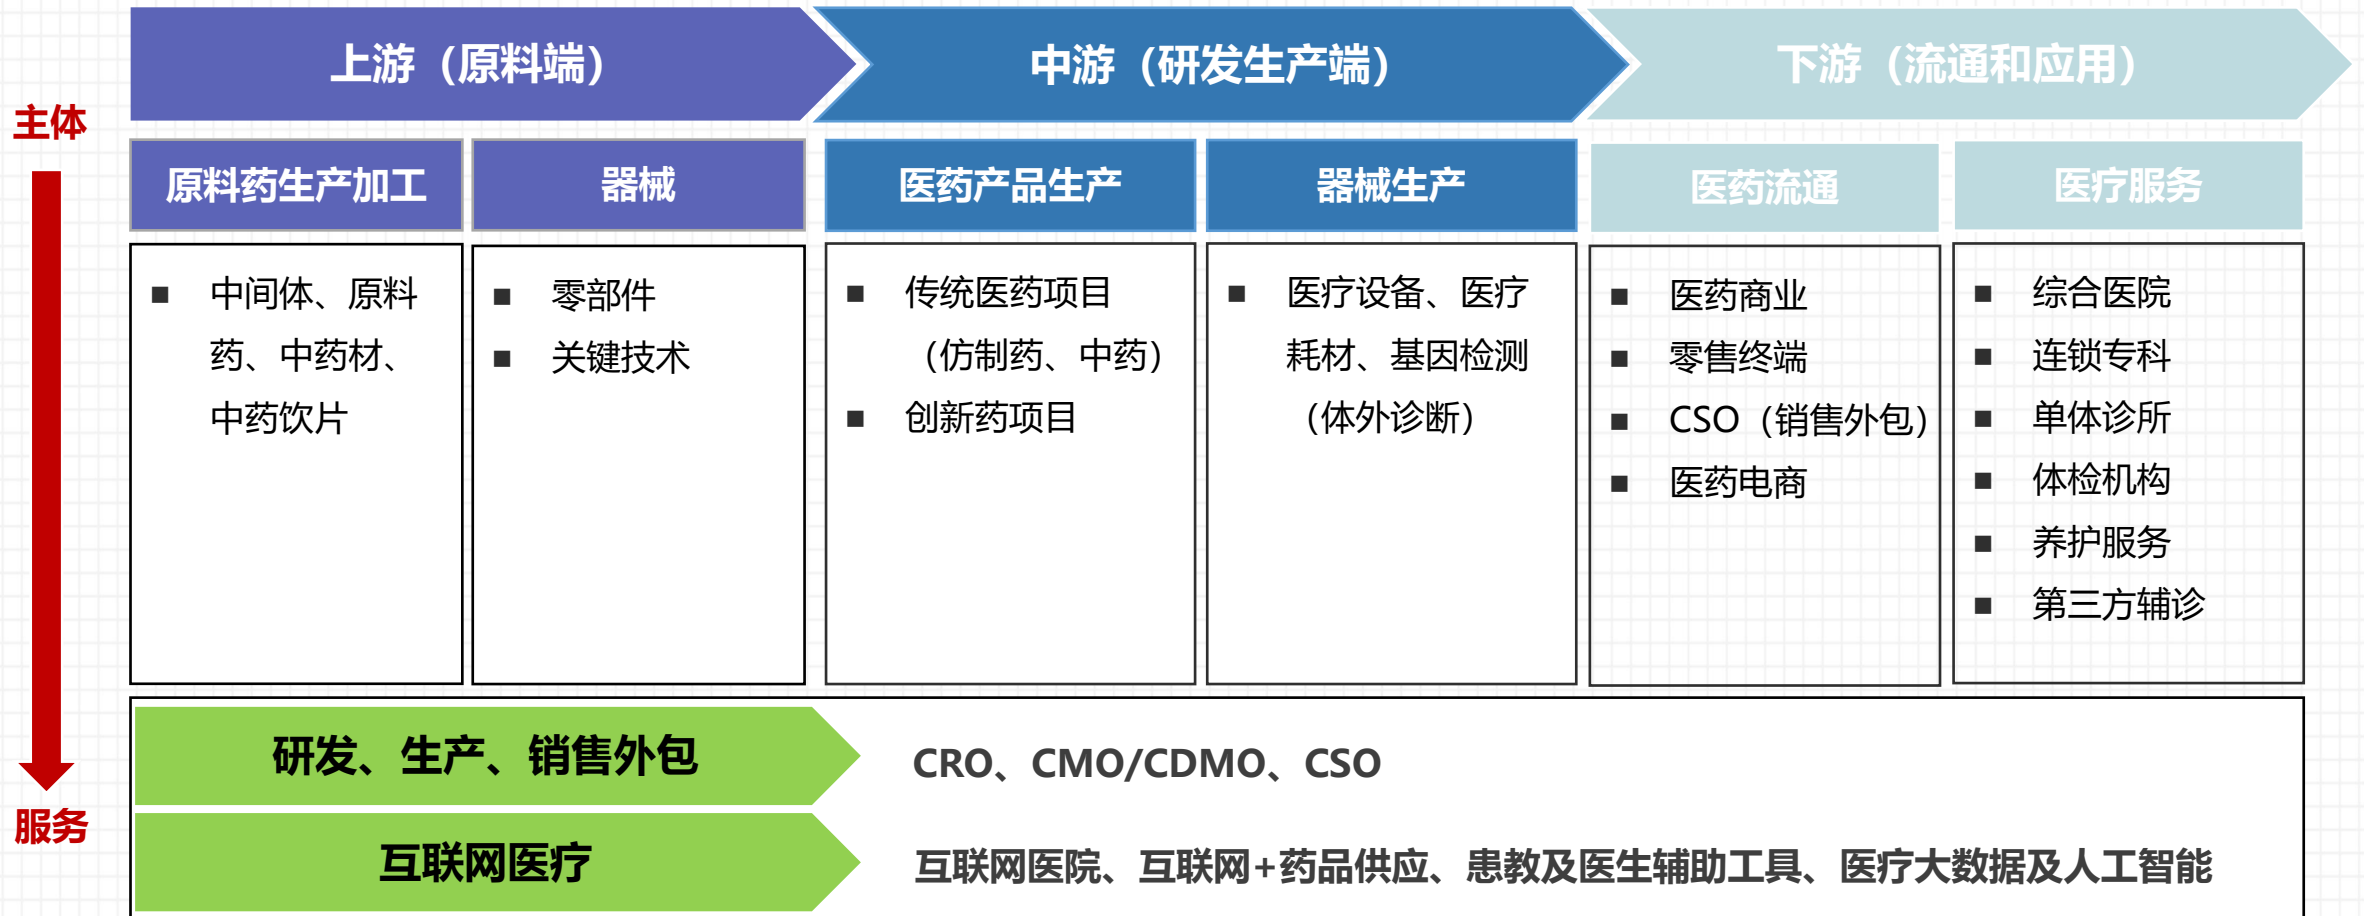 上游（原料端）
中游（研发生产端）
下游（流通和应用）
主体
原料药生产加工
器械
医药产品生产
器械生产
医药流通
医疗服务
■ 中间体、原料
药、中药材、
中药饮片
■ 零部件
■ 关键技术
■ 传统医药项目
（仿制药、中药）
■ 创新药项目
■ 医疗设备、医疗
耗材、基因检测
（体外诊断）
■ 医药商业
■ 零售终端
■ CSO（销售外包）
■ 医药电商
■ 综合医院
■ 连锁专科
■ 单体诊所
■ 体检机构
■ 养护服务
■ 第三方辅诊
服务
研发、生产、销售外包
CRO、CMO/CDMO、CSO
互联网医疗
互联网医院、互联网+药品供应、患教及医生辅助工具、医疗大数据及人工智能